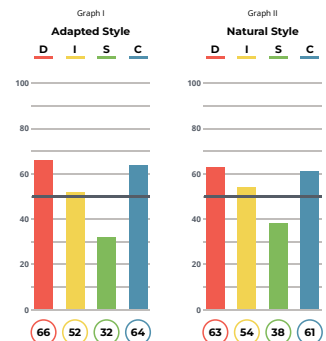 Graph I
Adapted Style
D I S C
100
80
60
40
20
0
66 52 32 64
Graph II
Natural Style
D I S C
100
80
60
40
20
0
63 54 38 61